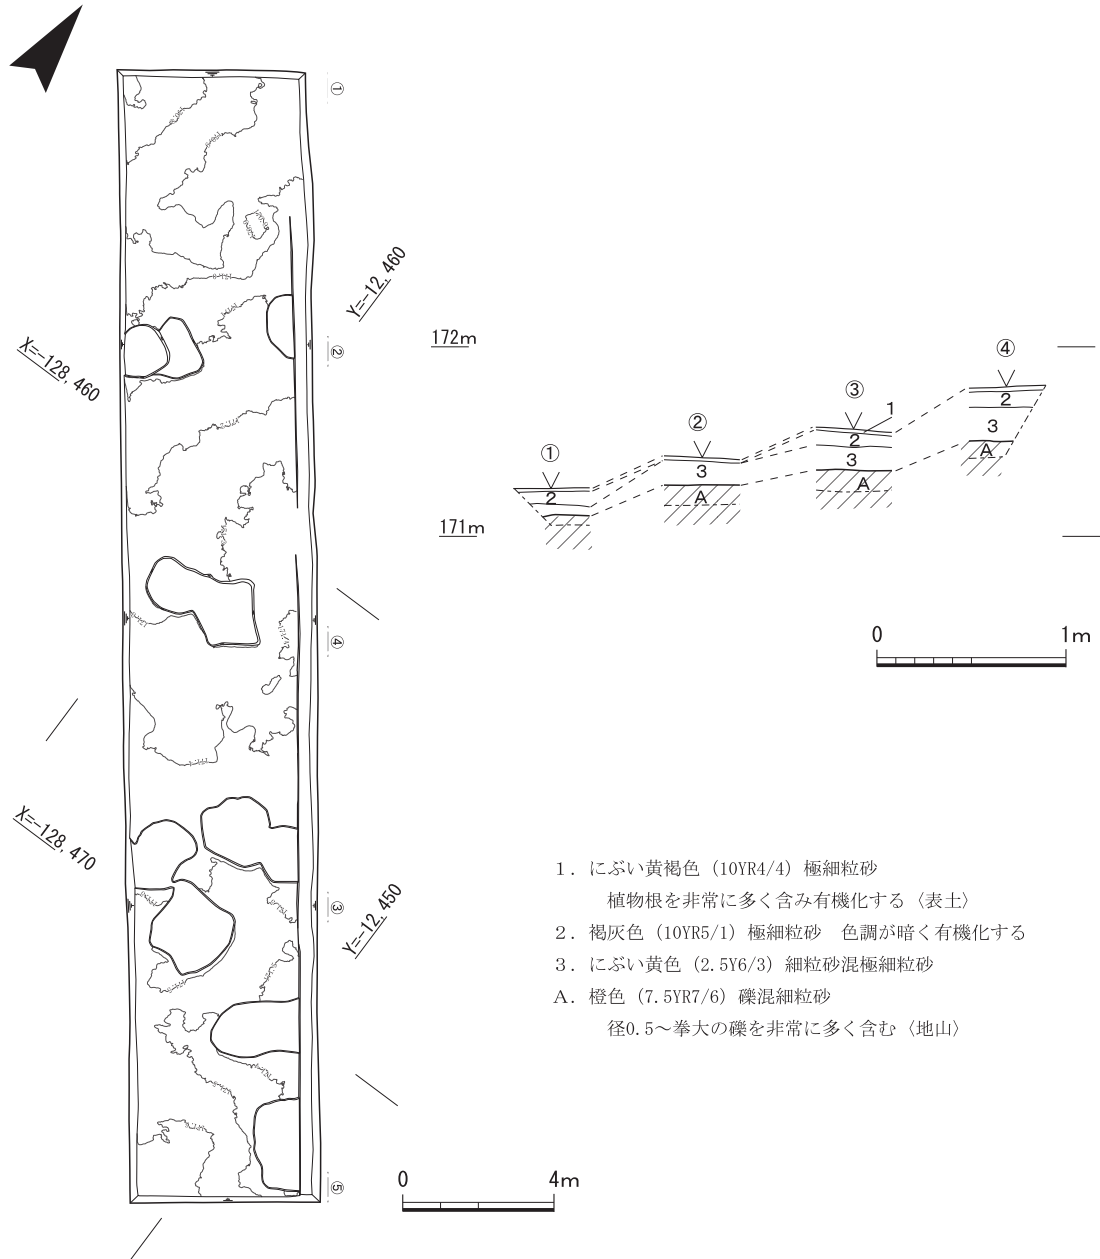 ①
Y=-12,460
X=-128,460
②
④
X=-128,470
③
Y=-12,450
⑤
0 4m
172m
171m
① ② ③ ④
1
2
3
2
3
A
2
3
A
2
3
A
0 1m
1．にぶい黄褐色（10YR4/4）極細粒砂
植物根を非常に多く含み有機化する〈表土〉
2．褐灰色（10YR5/1）極細粒砂　色調が暗く有機化する
3．にぶい黄色（2.5Y6/3）細粒砂混極細粒砂
A．橙色（7.5YR7/6）礫混細粒砂
径0.5～拳大の礫を非常に多く含む〈地山〉